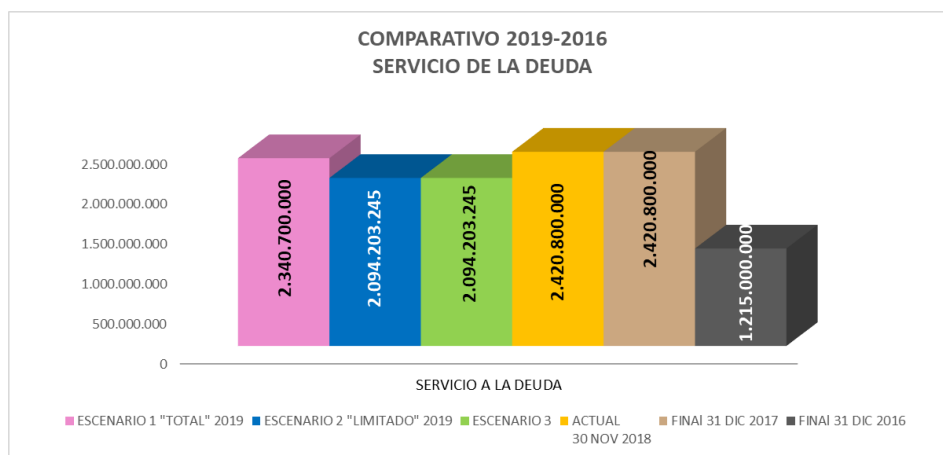 COMPARATIVO 2019-2016
SERVICIO DE LA DEUDA
2.500.000.000
2.000.000.000
1.500.000.000
1.000.000.000
500.000.000
0
2.340.700.000
2.094.203.245
2.094.203.245
2.420.800.000
2.420.800.000
1.215.000.000
SERVICIO A LA DEUDA
ESCENARIO 1 "TOTAL" 2019
ESCENARIO 2 "LIMITADO" 2019
ESCENARIO 3
ACTUAL
30 NOV 2018
FINAl 31 DIC 2017
FINAl 31 DIC 2016